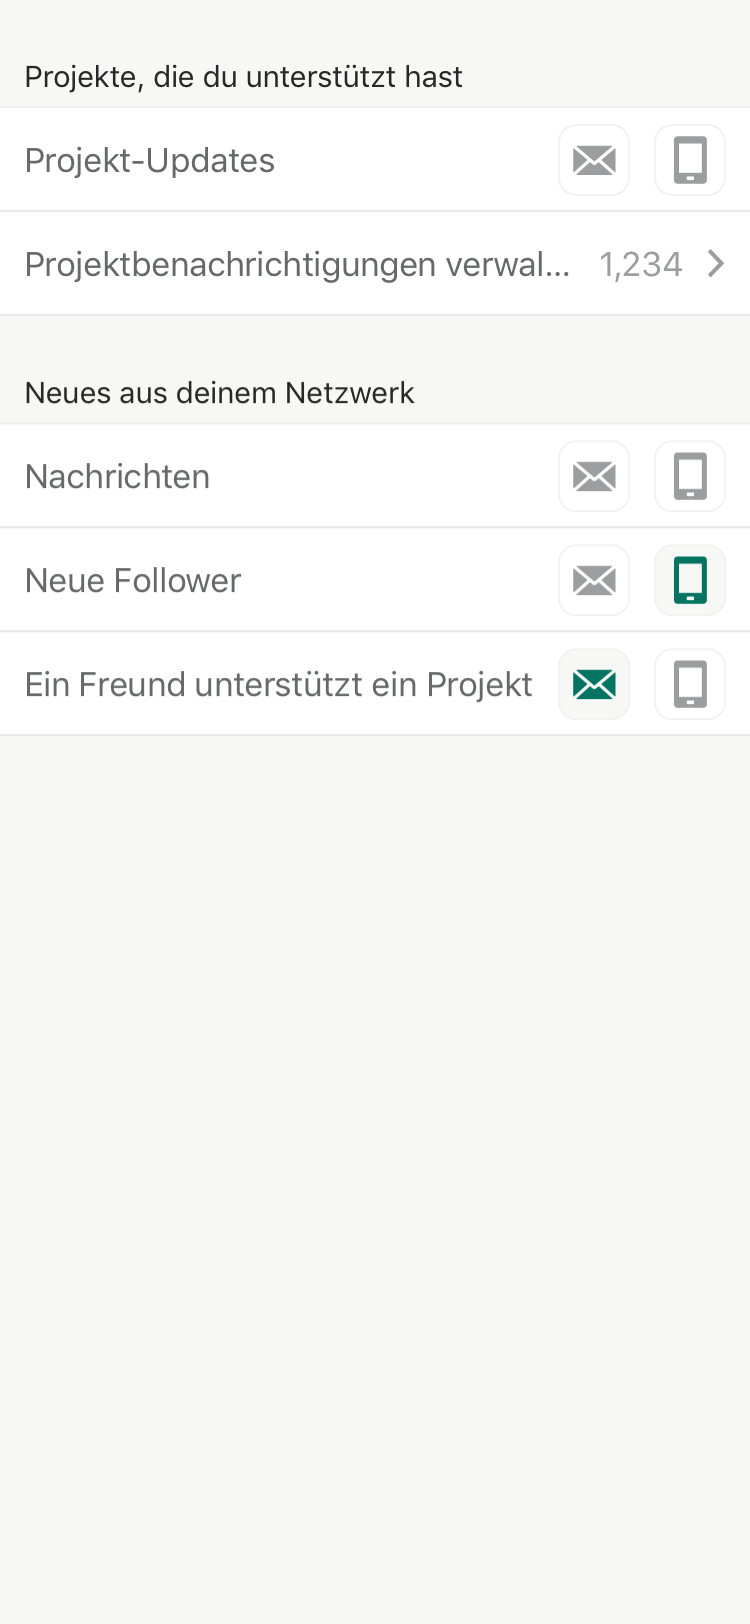 Projekte, die du unterstützt hast
Projekt-Updates
Projektbenachrichtigungen verwal... 1,234
Neues aus deinem Netzwerk
Nachrichten
Neue Follower
Ein Freund unterstützt ein Projekt